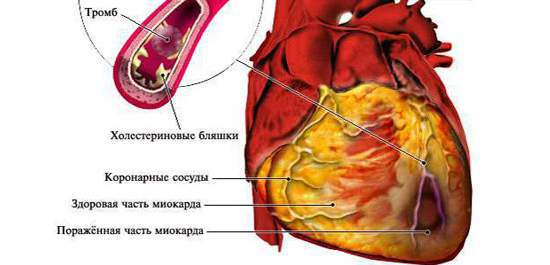 Тромб
Холестериновые бляшки
Коронарные сосуды
Здоровая часть миокарда
Поражённая часть миокарда